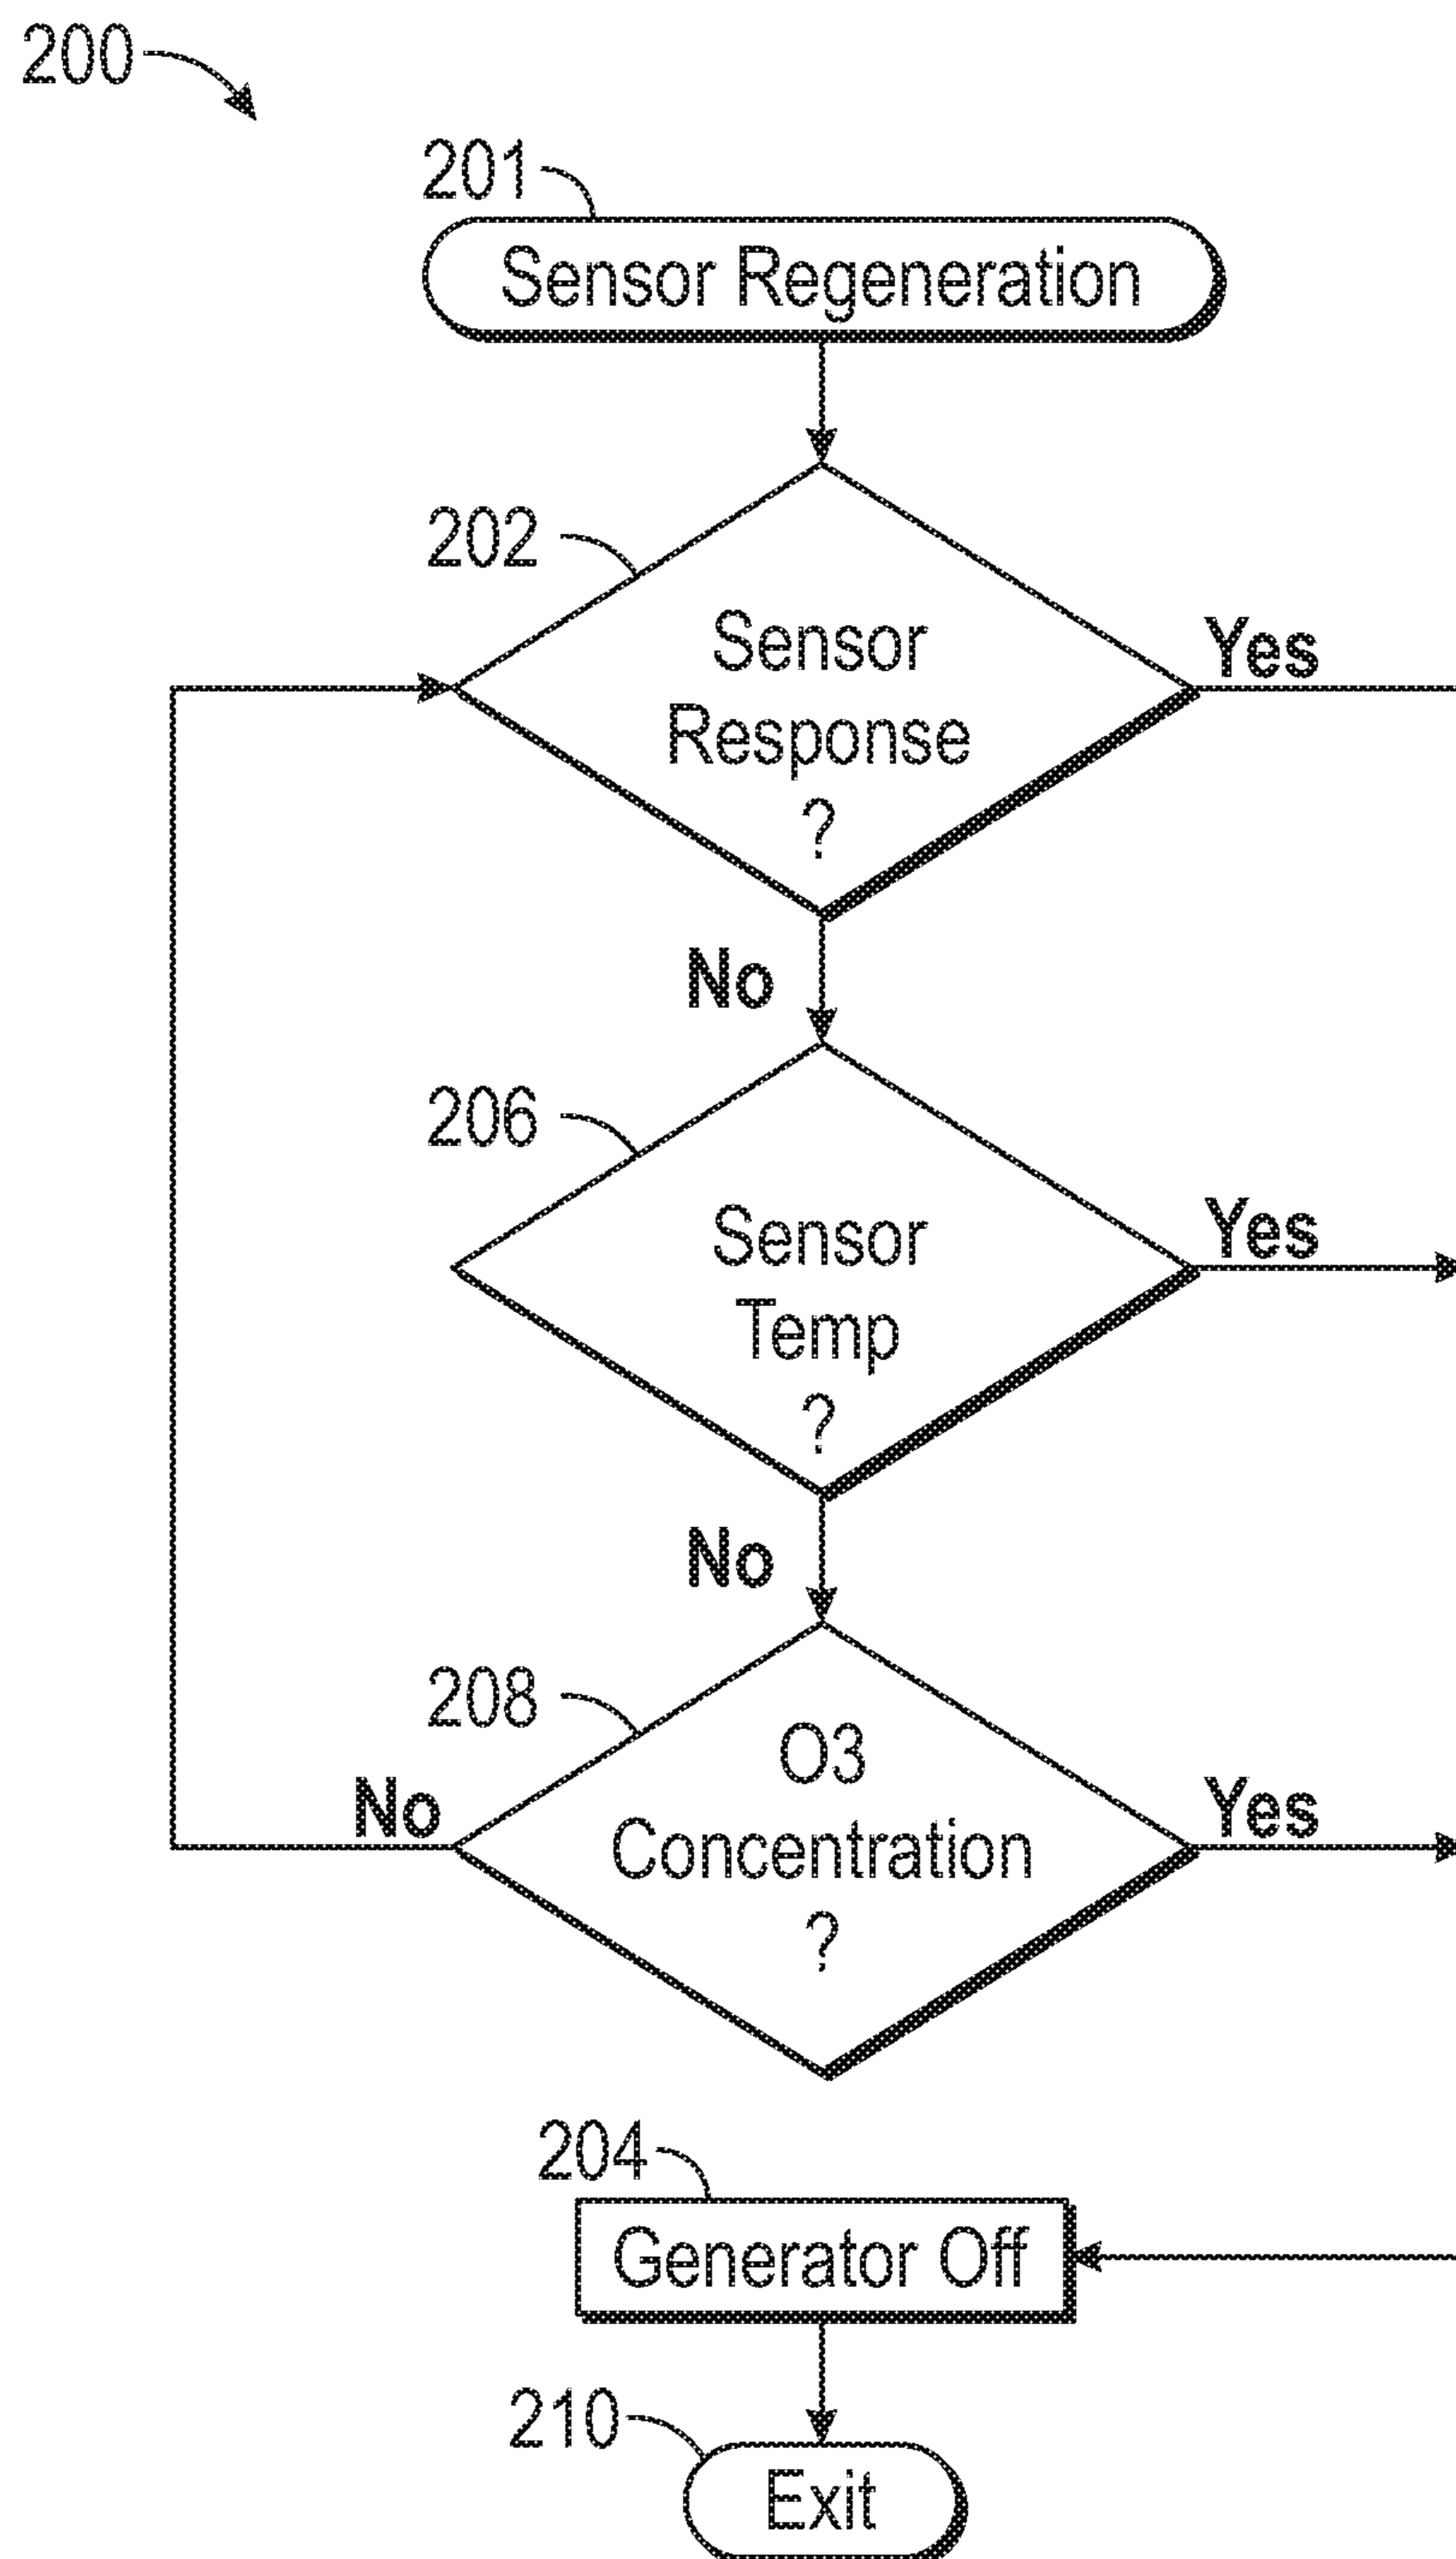 200
201
Sensor Regeneration
202
Sensor
Response
?
Yes
No
206
Sensor
Temp
?
Yes
No
208
O3
Concentration
?
No
Yes
204
Generator Off
210
Exit